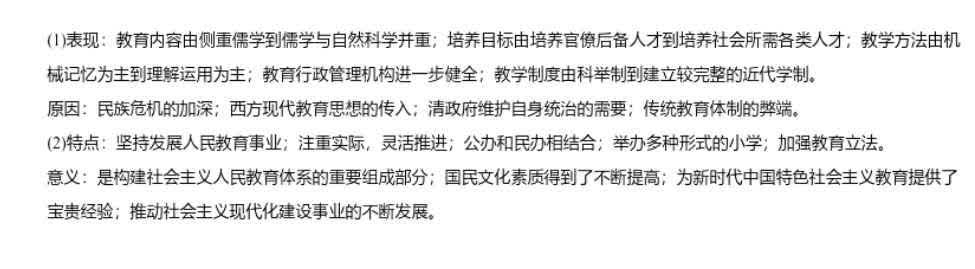 (1)表现：教育内容由侧重儒学到儒学与自然科学并重；培养目标由培养官僚后备人才到培养社会所需各类人才；教学方法由机
械记忆为主到理解运用为主；教育行政管理机构进一步健全；教学制度由科举制到建立较完整的近代学制。
原因：民族危机的加深；西方现代教育思想的传入；清政府维护自身统治的需要；传统教育体制的弊端。
(2)特点：坚持发展人民教育事业；注重实际，灵活推进；公办和民办相结合；举办多种形式的小学；加强教育立法。
意义：是构建社会主义人民教育体系的重要组成部分；国民文化素质得到了不断提高；为新时代中国特色社会主义教育提供了
宝贵经验；推动社会主义现代化建设事业的不断发展。